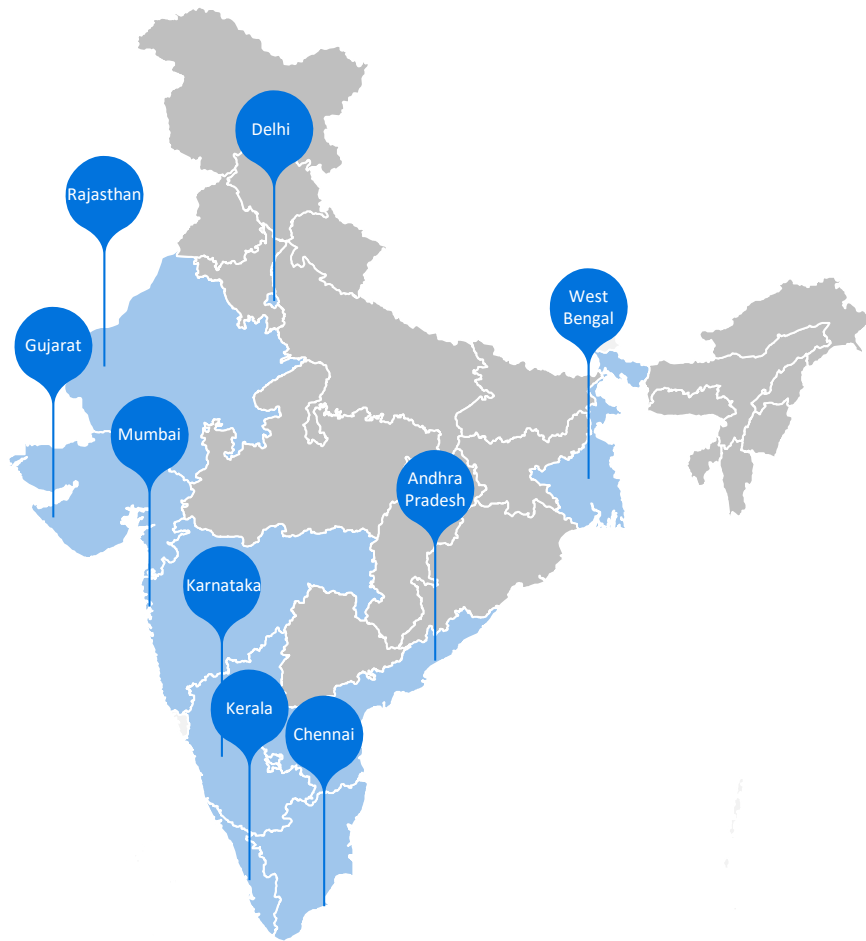 Delhi
Rajasthan
West
Bengal
Gujarat
Mumbai
Andhra
Pradesh
Karnataka
Kerala
Chennai